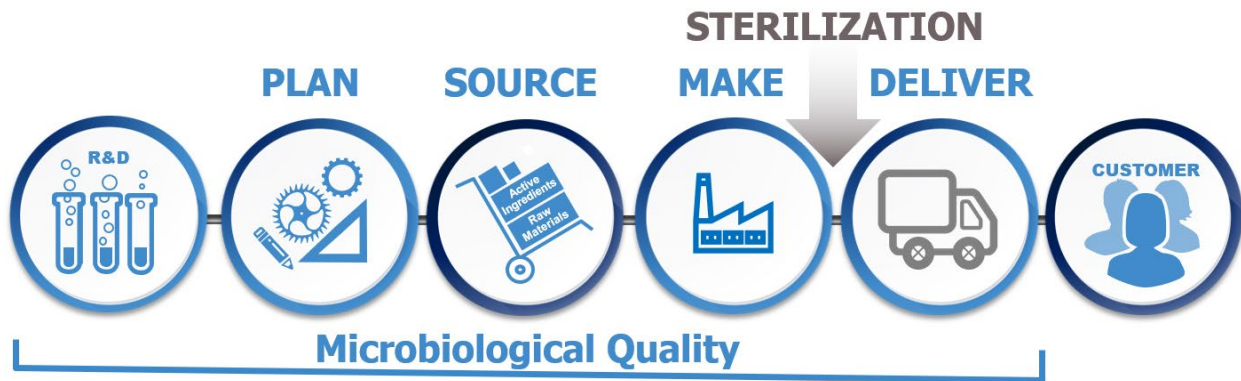 STERILIZATION
PLAN
SOURCE
MAKE
DELIVER
R&D
Active
Ingredients
Raw
Materials
CUSTOMER
Microbiological Quality